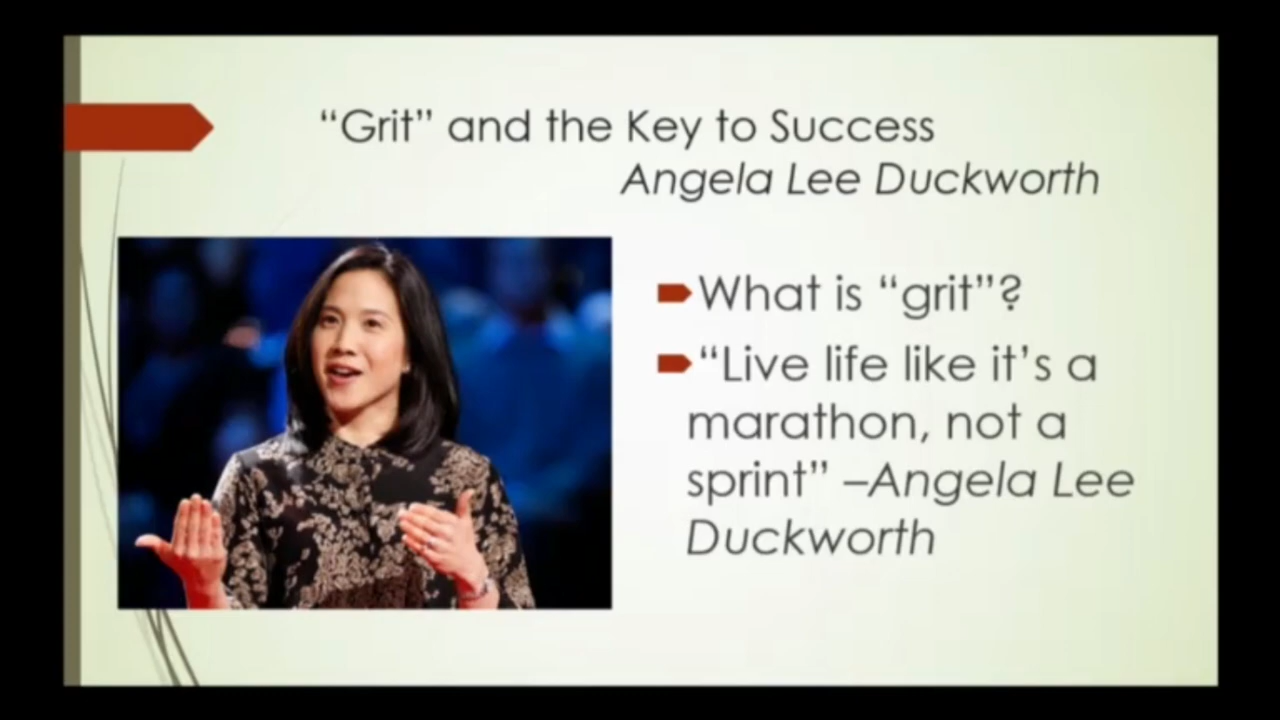 “Grit” and the Key to Success
Angela Lee Duckworth
What is “grit”?
“Live life like it’s a
marathon, not a
sprint” –Angela Lee
Duckworth